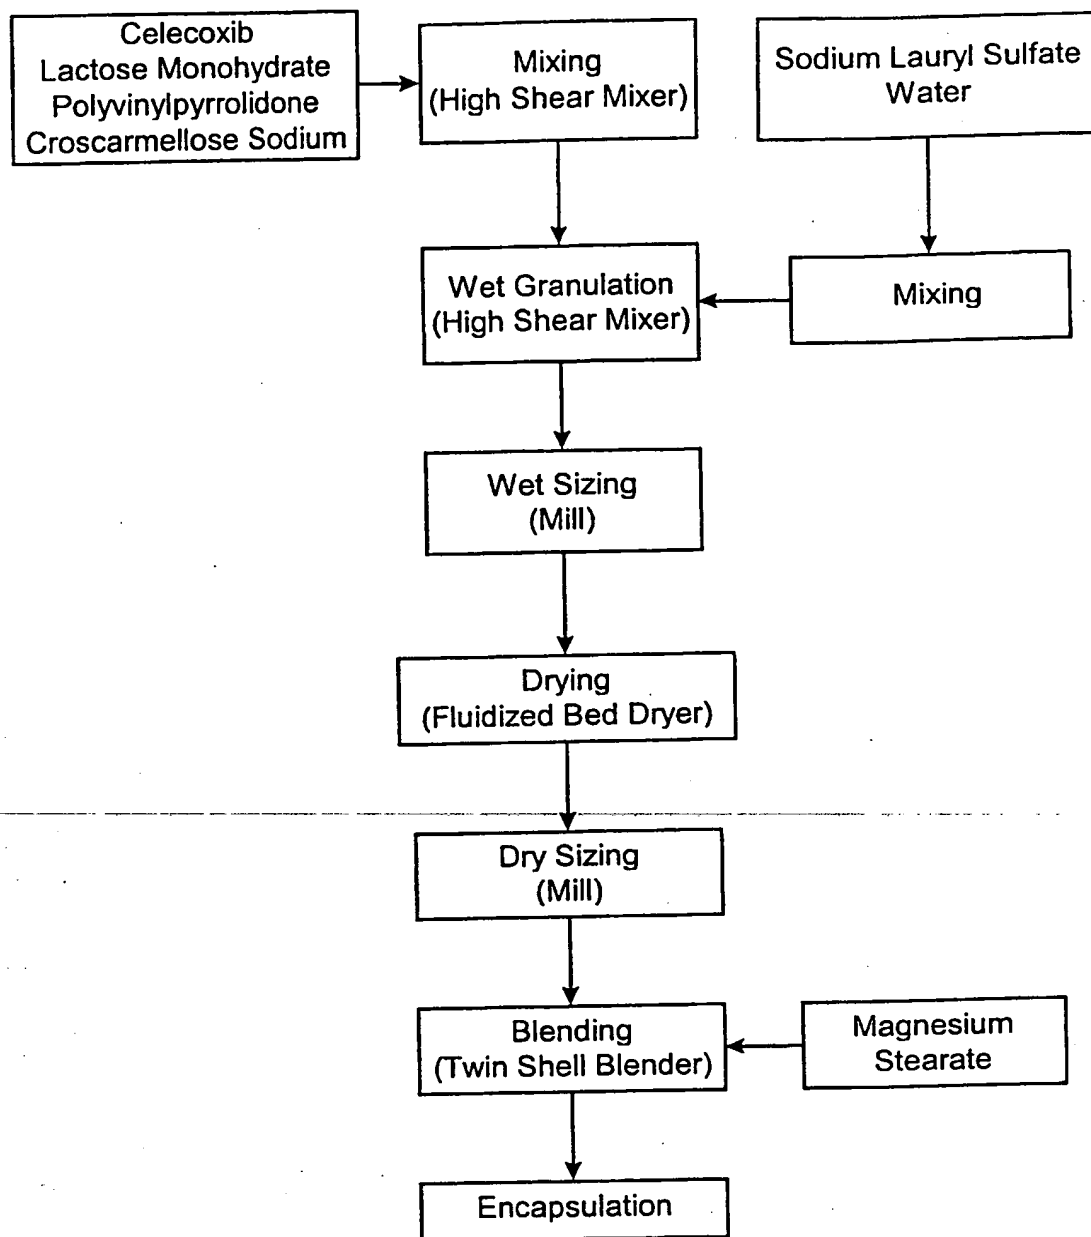 Celecoxib
Lactose Monohydrate
Polyvinylpyrrolidone
Croscarmellose Sodium
Mixing
(High Shear Mixer)
Sodium Lauryl Sulfate
Water
Wet Granulation
(High Shear Mixer)
Mixing
Wet Sizing
(Mill)
Drying
(Fluidized Bed Dryer)
Dry Sizing
(Mill)
Blending
(Twin Shell Blender)
Magnesium
Stearate
Encapsulation